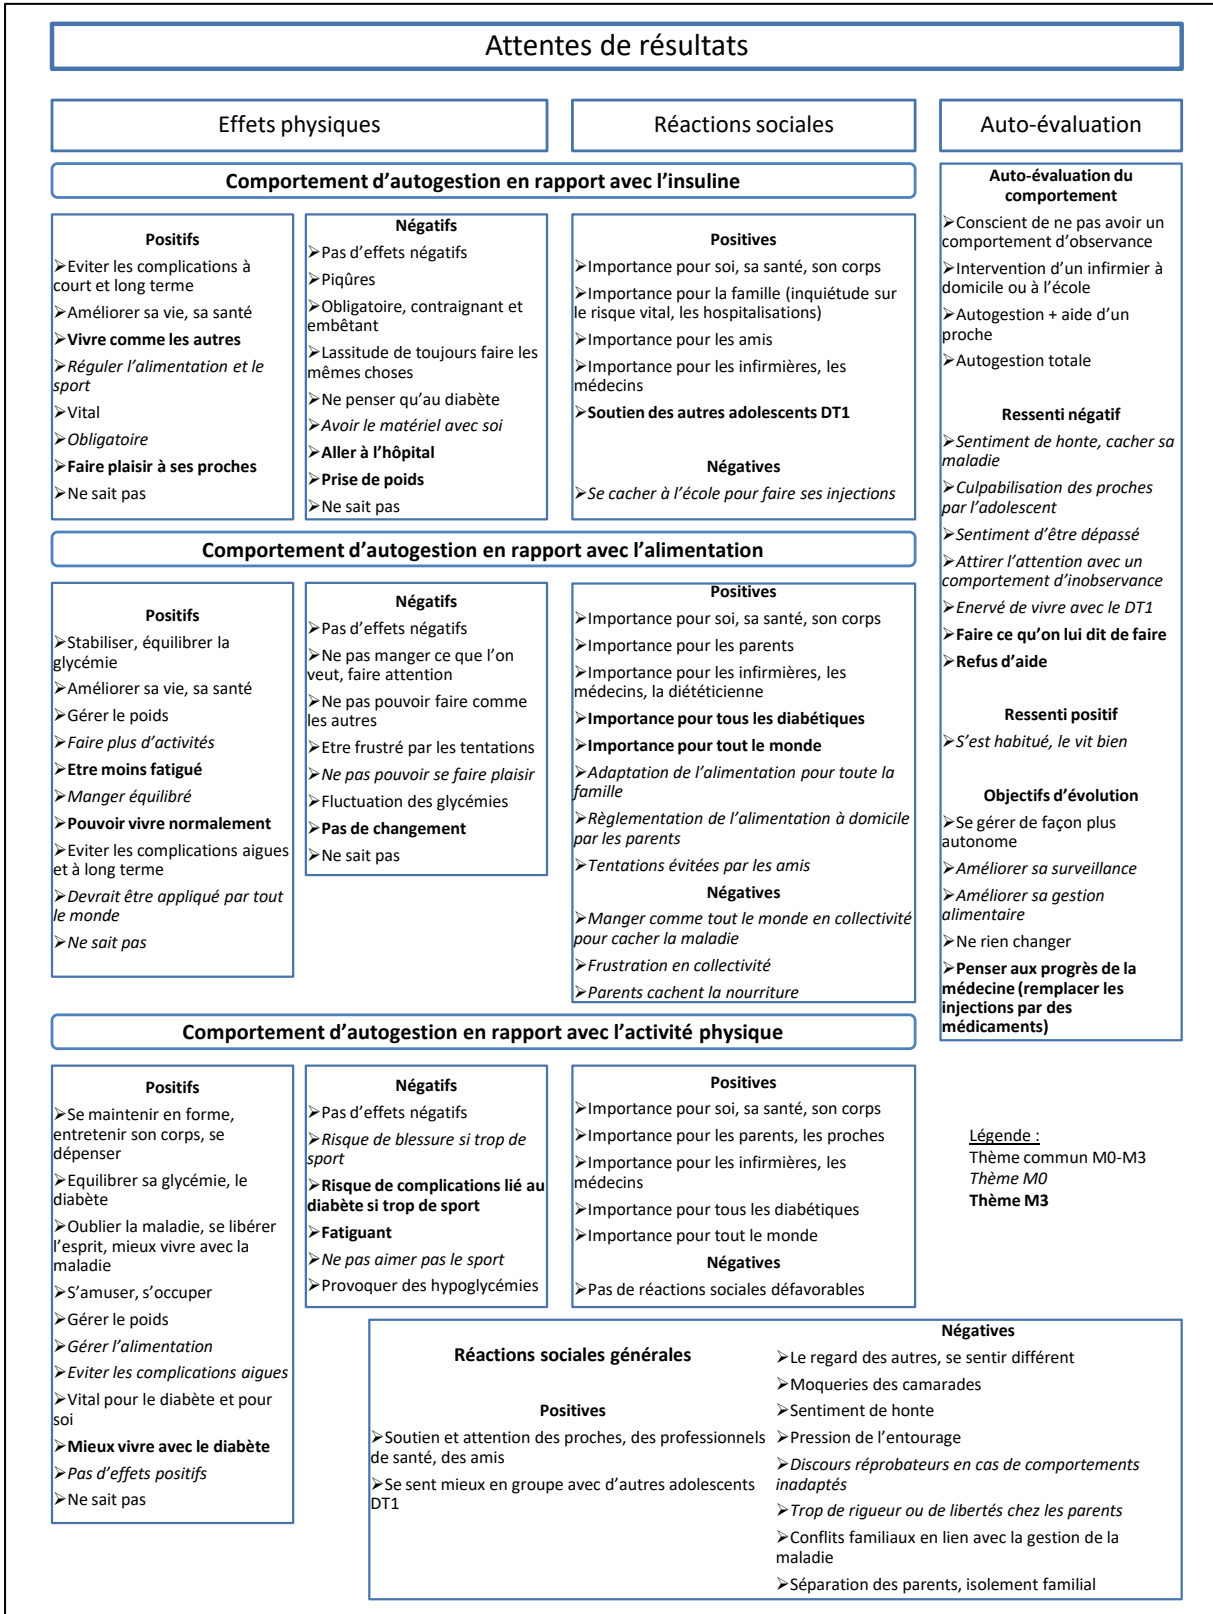 Attentes de résultats
Effets physiques
Réactions sociales
Auto-évaluation
Comportement d'autogestion en rapport avec l'insuline
Positifs
➢Eviter les complications à
court et long terme
➢Améliorer sa vie, sa santé
➢Vivre comme les autres
➢Réguler l'alimentation et le
sport
➢Vital
➢Obligatoire
➢Faire plaisir à ses proches
➢Ne sait pas
Négatifs
➢Pas d'effets négatifs
➢Piqûres
➢Obligatoire, contraignant et
embêtant
➢Lassitude de toujours faire les
mêmes choses
➢Ne penser qu'au diabète
➢Avoir le matériel avec soi
➢Aller à l'hôpital
➢Prise de poids
➢Ne sait pas
Positives
➢Importance pour soi, sa santé, son corps
➢Importance pour la famille (inquiétude sur
le risque vital, les hospitalisations)
➢Importance pour les amis
➢Importance pour les infirmières, les
médecins
➢Soutien des autres adolescents DT1
Négatives
➢Se cacher à l'école pour faire ses injections
Comportement d'autogestion en rapport avec l'alimentation
Positifs
➢Stabiliser, équilibrer la
glycémie
➢Améliorer sa vie, sa santé
➢Gérer le poids
➢Faire plus d'activités
➢Etre moins fatigué
➢Manger équilibré
➢Pouvoir vivre normalement
➢Eviter les complications aigues
et à long terme
➢Devrait être appliqué par tout
le monde
➢Ne sait pas
Négatifs
➢Pas d'effets négatifs
➢Ne pas manger ce que l'on
veut, faire attention
➢Ne pas pouvoir faire comme
les autres
➢Etre frustré par les tentations
➢Ne pas pouvoir se faire plaisir
➢Fluctuation des glycémies
➢Pas de changement
➢Ne sait pas
Positives
➢Importance pour soi, sa santé, son corps
➢Importance pour les parents
➢Importance pour les infirmières, les
médecins, la diététicienne
➢Importance pour tous les diabétiques
➢Importance pour tout le monde
➢Adaptation de l'alimentation pour toute la
famille
➢Règlementation de l'alimentation à domicile
par les parents
➢Tentations évitées par les amis
Négatives
➢Manger comme tout le monde en collectivité
pour cacher la maladie
➢Frustration en collectivité
➢Parents cachent la nourriture
Auto-évaluation du
comportement
➢Conscient de ne pas avoir un
comportement d'observance
➢Intervention d'un infirmier à
domicile ou à l'école
➢Autogestion + aide d'un
proche
➢Autogestion totale
Ressenti négatif
➢Sentiment de honte, cacher sa
maladie
➢Culpabilisation des proches
par l'adolescent
➢Sentiment d'être dépassé
➢Attirer l'attention avec un
comportement d'inobservance
➢Enervé de vivre avec le DT1
➢Faire ce qu'on lui dit de faire
➢Refus d'aide
Ressenti positif
➢S'est habitué, le vit bien
Objectifs d'évolution
➢Se gérer de façon plus
autonome
➢Améliorer sa surveillance
➢Améliorer sa gestion
alimentaire
➢Ne rien changer
➢Penser aux progrès de la
médecine (remplacer les
injections par des
médicaments)
Comportement d'autogestion en rapport avec l'activité physique
Positifs
➢Se maintenir en forme,
entretenir son corps, se
dépenser
➢Equilibrer sa glycémie, le
diabète
➢Oublier la maladie, se libérer
l'esprit, mieux vivre avec la
maladie
➢S'amuser, s'occuper
➢Gérer le poids
➢Gérer l'alimentation
➢Eviter les complications aigues
➢Vital pour le diabète et pour
soi
➢Mieux vivre avec le diabète
➢Pas d'effets positifs
➢Ne sait pas
Négatifs
➢Pas d'effets négatifs
➢Risque de blessure si trop de
sport
➢Risque de complications lié au
diabète si trop de sport
➢Fatiguant
➢Ne pas aimer pas le sport
➢Provoquer des hypoglycémies
Positives
➢Importance pour soi, sa santé, son corps
➢Importance pour les parents, les proches
➢Importance pour les infirmières, les
médecins
➢Importance pour tous les diabétiques
➢Importance pour tout le monde
Négatives
➢Pas de réactions sociales défavorables
Légende :
Thème commun M0-M3
Thème M0
Thème M3
Réactions sociales générales
Positives
➢Soutien et attention des proches, des professionnels
de santé, des amis
➢Se sent mieux en groupe avec d'autres adolescents
DT1
Négatives
➢Le regard des autres, se sentir différent
➢Moqueries des camarades
➢Sentiment de honte
➢Pression de l'entourage
➢Discours réprobateurs en cas de comportements
inadaptés
➢Trop de rigueur ou de libertés chez les parents
➢Conflits familiaux en lien avec la gestion de la
maladie
➢Séparation des parents, isolement familial